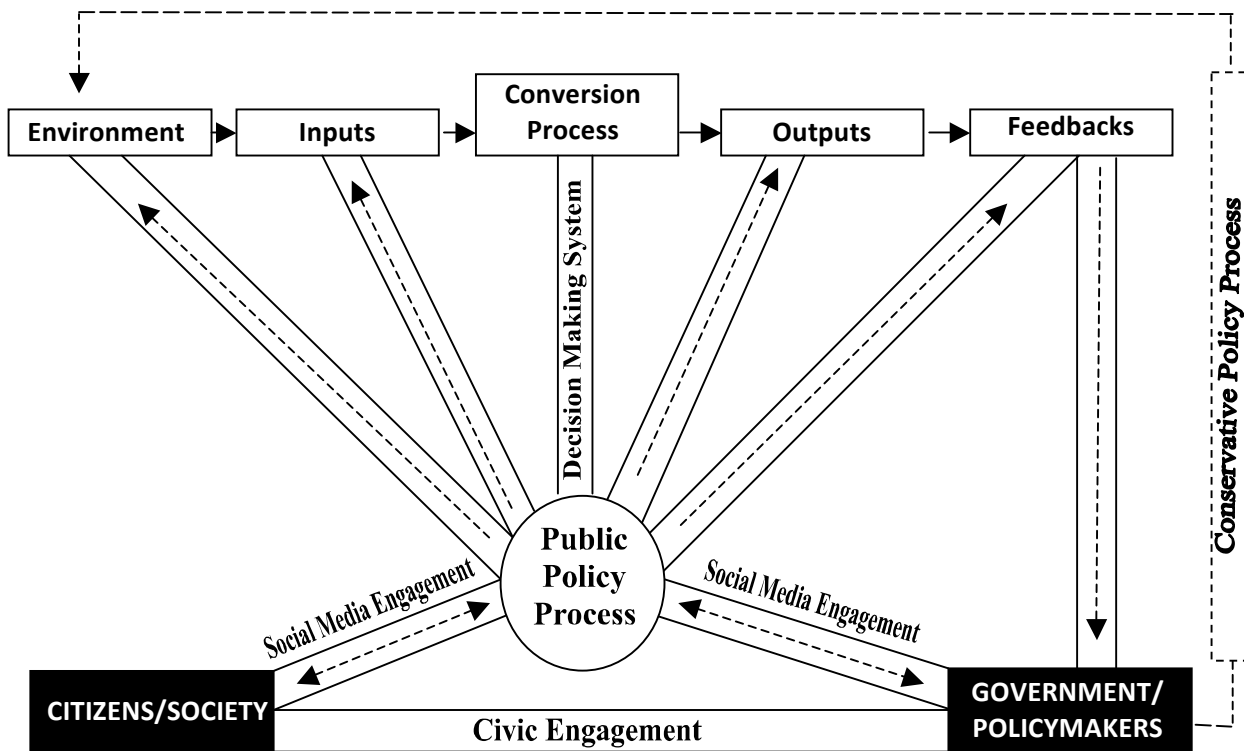 Environment
Inputs
Conversion
Process
Outputs
Feedbacks
Decision Making System
Conservative Policy Process
Public
Policy
Process
Social Media Engagement
Social Media Engagement
CITIZENS/SOCIETY
Civic Engagement
GOVERNMENT/
POLICYMAKERS